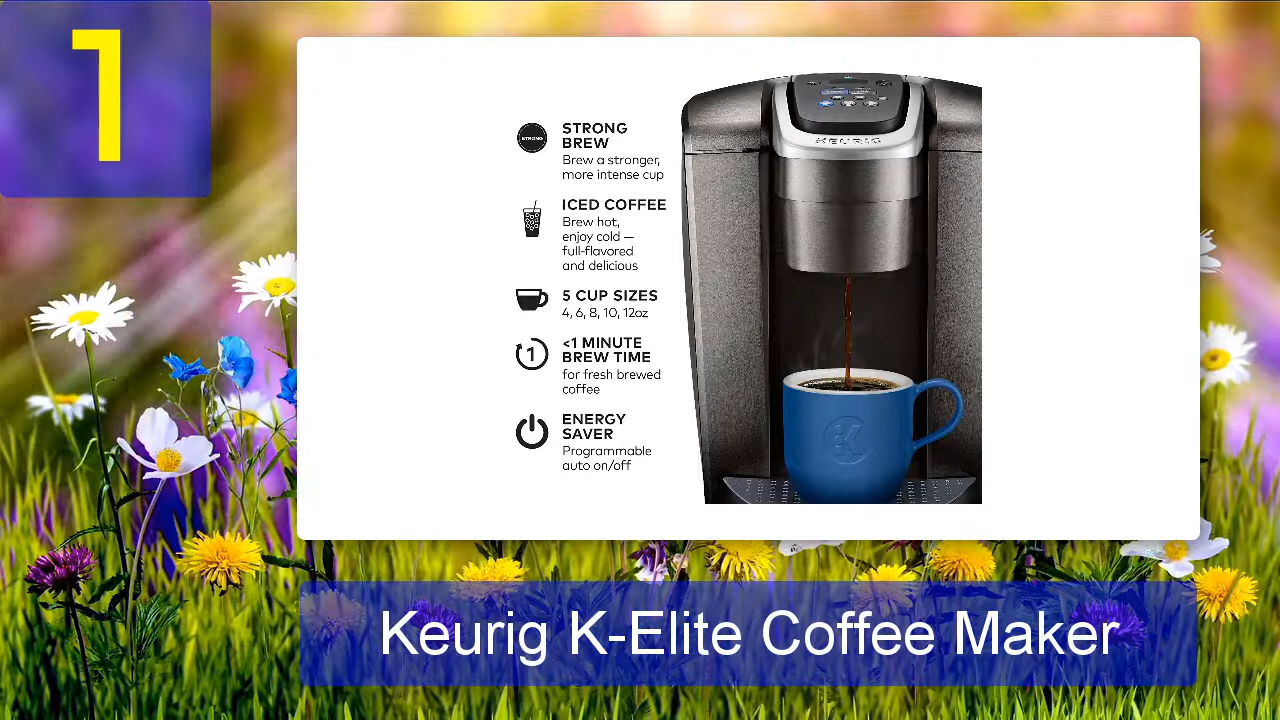 1
STRONG
STRONG
BREW
Brew a stronger,
more intense cup
ICED COFFEE
Brew hot,
enjoy cold —
full-flavored
and delicious
5 CUP SIZES
4, 6, 8, 10, 12oz
1
<1 MINUTE
BREW TIME
for fresh brewed
coffee
ENERGY
SAVER
Programmable
auto on/off
KEURIG
K
Keurig K-Elite Coffee Maker